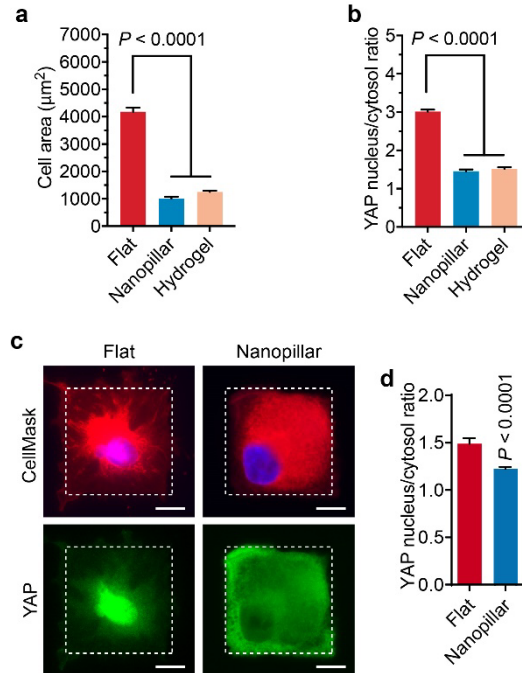 a
P < 0.0001
Cell area (μm²)
7000
6000
5000
4000
3000
2000
1000
0
Flat
Nanopillar
Hydrogel
b
P < 0.0001
YAP nucleus/cytosol ratio
5
4
3
2
1
0
Flat
Nanopillar
Hydrogel
c
Flat
Nanopillar
CellMask
YAP
d
YAP nucleus/cytosol ratio
2.0
1.5
1.0
0.5
0.0
P < 0.0001
Flat
Nanopillar